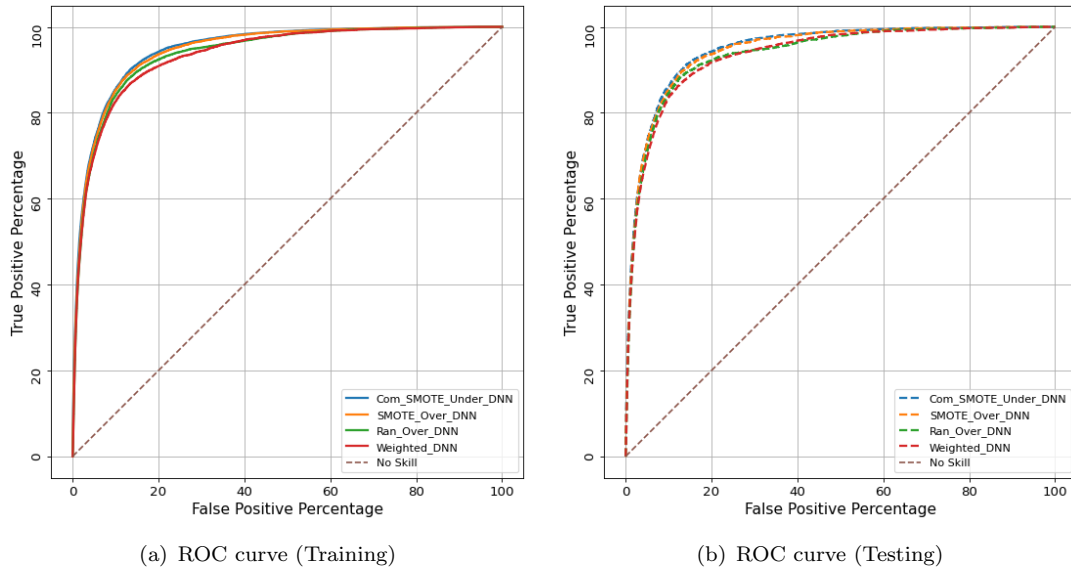 True Positive Percentage
100
80
60
40
20
0
0 20 40 60 80 100
False Positive Percentage
Com_SMOTE_Under_DNN
SMOTE_Over_DNN
Ran_Over_DNN
Weighted_DNN
No Skill
(a) ROC curve (Training)
True Positive Percentage
100
80
60
40
20
0
0 20 40 60 80 100
False Positive Percentage
Com_SMOTE_Under_DNN
SMOTE_Over_DNN
Ran_Over_DNN
Weighted_DNN
No Skill
(b) ROC curve (Testing)